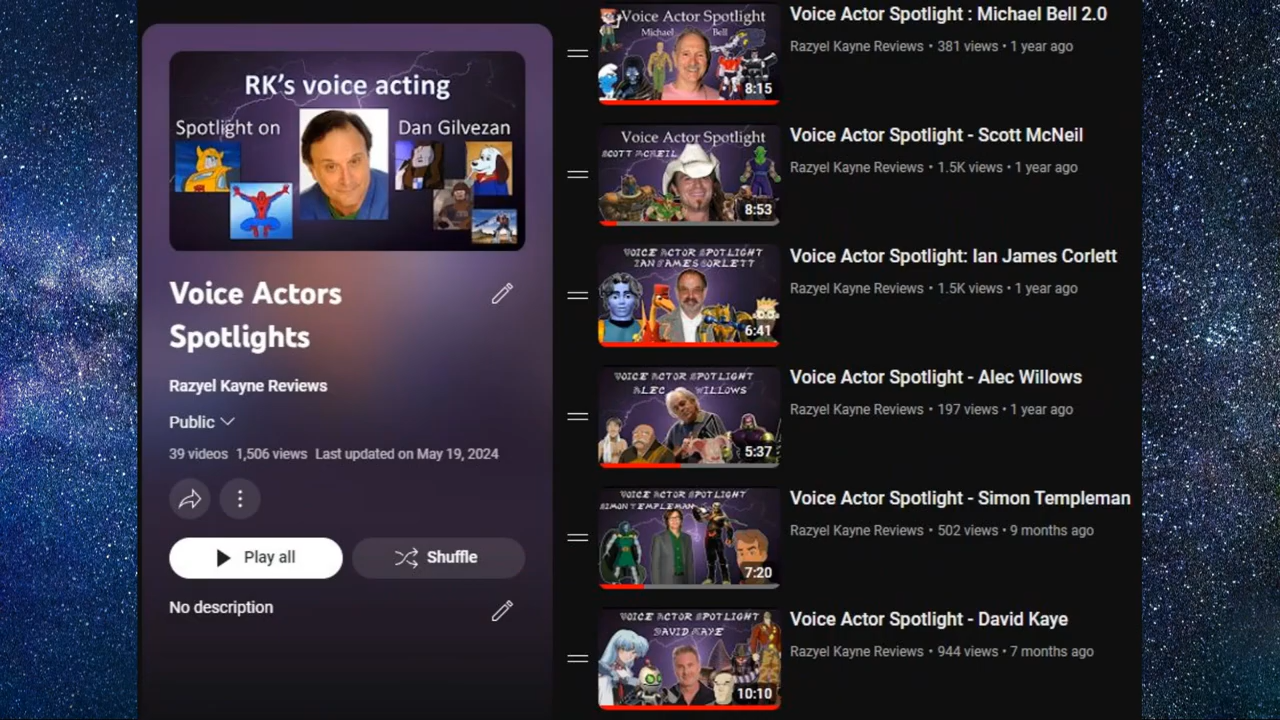 RK's voice acting
Spotlight on
Dan Gilvezan
Voice Actors
Spotlights
Razyel Kayne Reviews
Public
39 videos 1,506 views Last updated on May 19, 2024
Play all
Shuffle
No description
Voice Actor Spotlight
Michael Bell
8:15
Voice Actor Spotlight : Michael Bell 2.0
Razyel Kayne Reviews • 381 views • 1 year ago
Voice Actor Spotlight
SCOTT MCNEIL
8:53
Voice Actor Spotlight - Scott McNeil
Razyel Kayne Reviews • 1.5K views • 1 year ago
VOICE ACTOR SPOTLIGHT
IAN JAMES CORLETT
6:41
Voice Actor Spotlight: Ian James Corlett
Razyel Kayne Reviews • 1.5K views • 1 year ago
VOICE ACTOR SPOTLIGHT
ALEC WILLOWS
5:37
Voice Actor Spotlight - Alec Willows
Razyel Kayne Reviews • 197 views • 1 year ago
VOICE ACTOR SPOTLIGHT
SIMON TEMPLEMAN
7:20
Voice Actor Spotlight - Simon Templeman
Razyel Kayne Reviews • 502 views • 9 months ago
VOICE ACTOR SPOTLIGHT
DAVID KAYE
10:10
Voice Actor Spotlight - David Kaye
Razyel Kayne Reviews • 944 views • 7 months ago